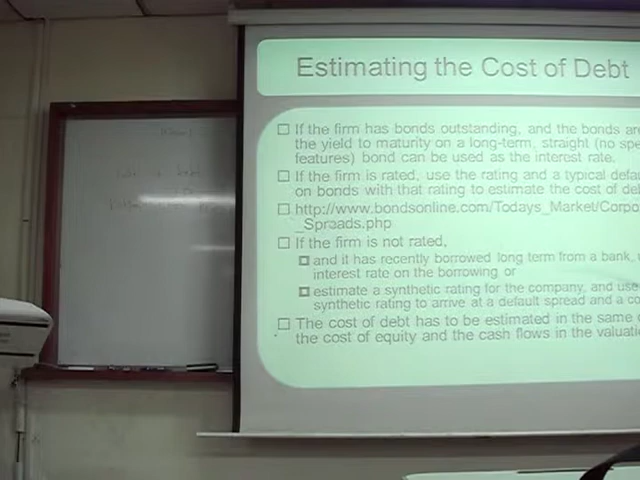 Estimating the Cost of Debt
If the firm has bonds outstanding, and the bonds are
the yield to maturity on a long-term, straight (no spe
features) bond can be used as the interest rate.
If the firm is rated, use the rating and a typical defa
on bonds with that rating to estimate the cost of de
http://www.bondsonline.com/Todays_Market/Corpo
_Spreads.php
If the firm is not rated,
and it has recently borrowed long term from a bank,
interest rate on the borrowing or
estimate a synthetic rating for the company, and use
synthetic rating to arrive at a default spread and a co
The cost of debt has to be estimated in the same
the cost of equity and the cash flows in the valuati